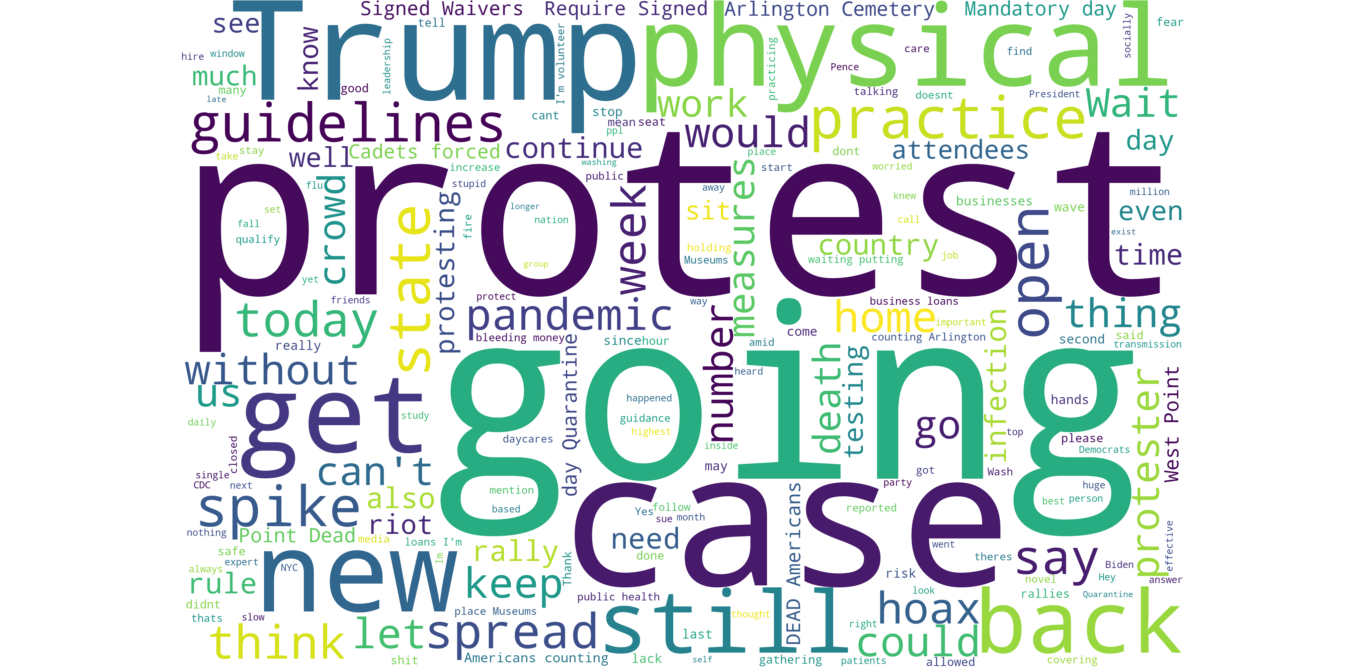 Signed Waivers
Require Signed
Arlington Cemetery
Mandatory day
see
Trump
physical
tell
know
leadership
I'm volunteer
care
find
socially
fear
hire
window
much
many
late
good
cant
stop
mean
seat
ppl
work
practicing
Pence
talking
doesnt
President
Wait
guidelines
would
practice
day
take
stay
well
Cadets forced
continue
washing
place
start
dont
attendees
worried
increase
public
flu
stupid
protest
crowd
state
protesting
fire
longer
nation
group
week
away
sit
measures
holding
Museums
knew
call
businesses
wave
million
even
exist
set
fall
qualify
yet
country
job
waiting putting
open
time
friends
protect
way
business loans
today
pandemic
number
home
important
thing
really
bleeding money
since
hour
come
amid
counting Arlington
second
said
transmission
without
us
going
day Quarantine
heard
death
testing
infection
hands
protester
West Point
get
study
happened
guidance
highest
inside
go
top
please
Democrats
daily
closed
daycares
may
got
Wash
single
CDC
next
can't
mention
based
case
party
huge
best
person
spike
also
riot
Yes
follow
sue
month
DEAD Americans
reported
nothing
Point Dead
media
loans I'm
Im
need
done
went
theres
say
Biden
effective
safe
expert
new
rally
Thank
risk
novel
Hey
answer
always
NYC
rule
keep
public health
look
rallies
Quarantine
didnt
thats
slow
place Museums
still
thought
hoax
back
think
let
spread
last
right
could
shit
Americans counting
lack
self
gathering
patients
allowed
covering